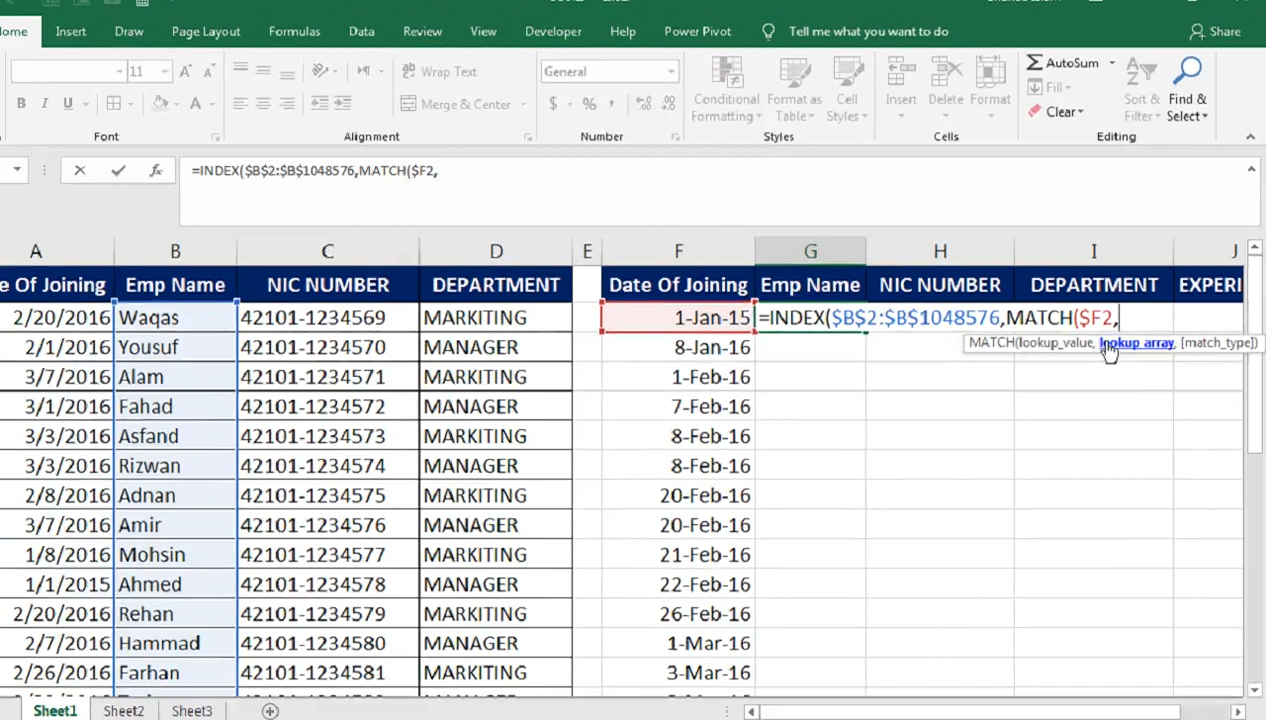 Insert Draw Page Layout Formulas Data Review View Developer Help Power Pivot Tell me what you want to do Share
11 A A Wrap Text General AutoSum
Fill
B I U A Merge & Center $ % , Conditional Formatting Format as Table Cell Styles Insert Delete Format Clear Sort & Filter Find & Select
Font Alignment Number Styles Cells Editing
fx =INDEX($B$2:$B$1048576,MATCH($F2,
A B C D E F G H I J
e Of Joining Emp Name NIC NUMBER DEPARTMENT Date Of Joining Emp Name NIC NUMBER DEPARTMENT EXPERI
2/20/2016 Waqas 42101-1234569 MARKITING 1-Jan-15 =INDEX($B$2:$B$1048576,MATCH($F2,
MATCH(lookup_value, lookup_array, [match_type])
2/1/2016 Yousuf 42101-1234570 MANAGER 8-Jan-16
3/7/2016 Alam 42101-1234571 MARKITING 1-Feb-16
3/1/2016 Fahad 42101-1234572 MANAGER 7-Feb-16
3/3/2016 Asfand 42101-1234573 MARKITING 8-Feb-16
3/3/2016 Rizwan 42101-1234574 MANAGER 8-Feb-16
2/8/2016 Adnan 42101-1234575 MARKITING 20-Feb-16
3/7/2016 Amir 42101-1234576 MANAGER 20-Feb-16
1/8/2016 Mohsin 42101-1234577 MARKITING 21-Feb-16
1/1/2015 Ahmed 42101-1234578 MANAGER 22-Feb-16
2/20/2016 Rehan 42101-1234579 MARKITING 26-Feb-16
2/7/2016 Hammad 42101-1234580 MANAGER 1-Mar-16
2/26/2016 Farhan 42101-1234581 MARKITING 3-Mar-16
Sheet1 Sheet2 Sheet3